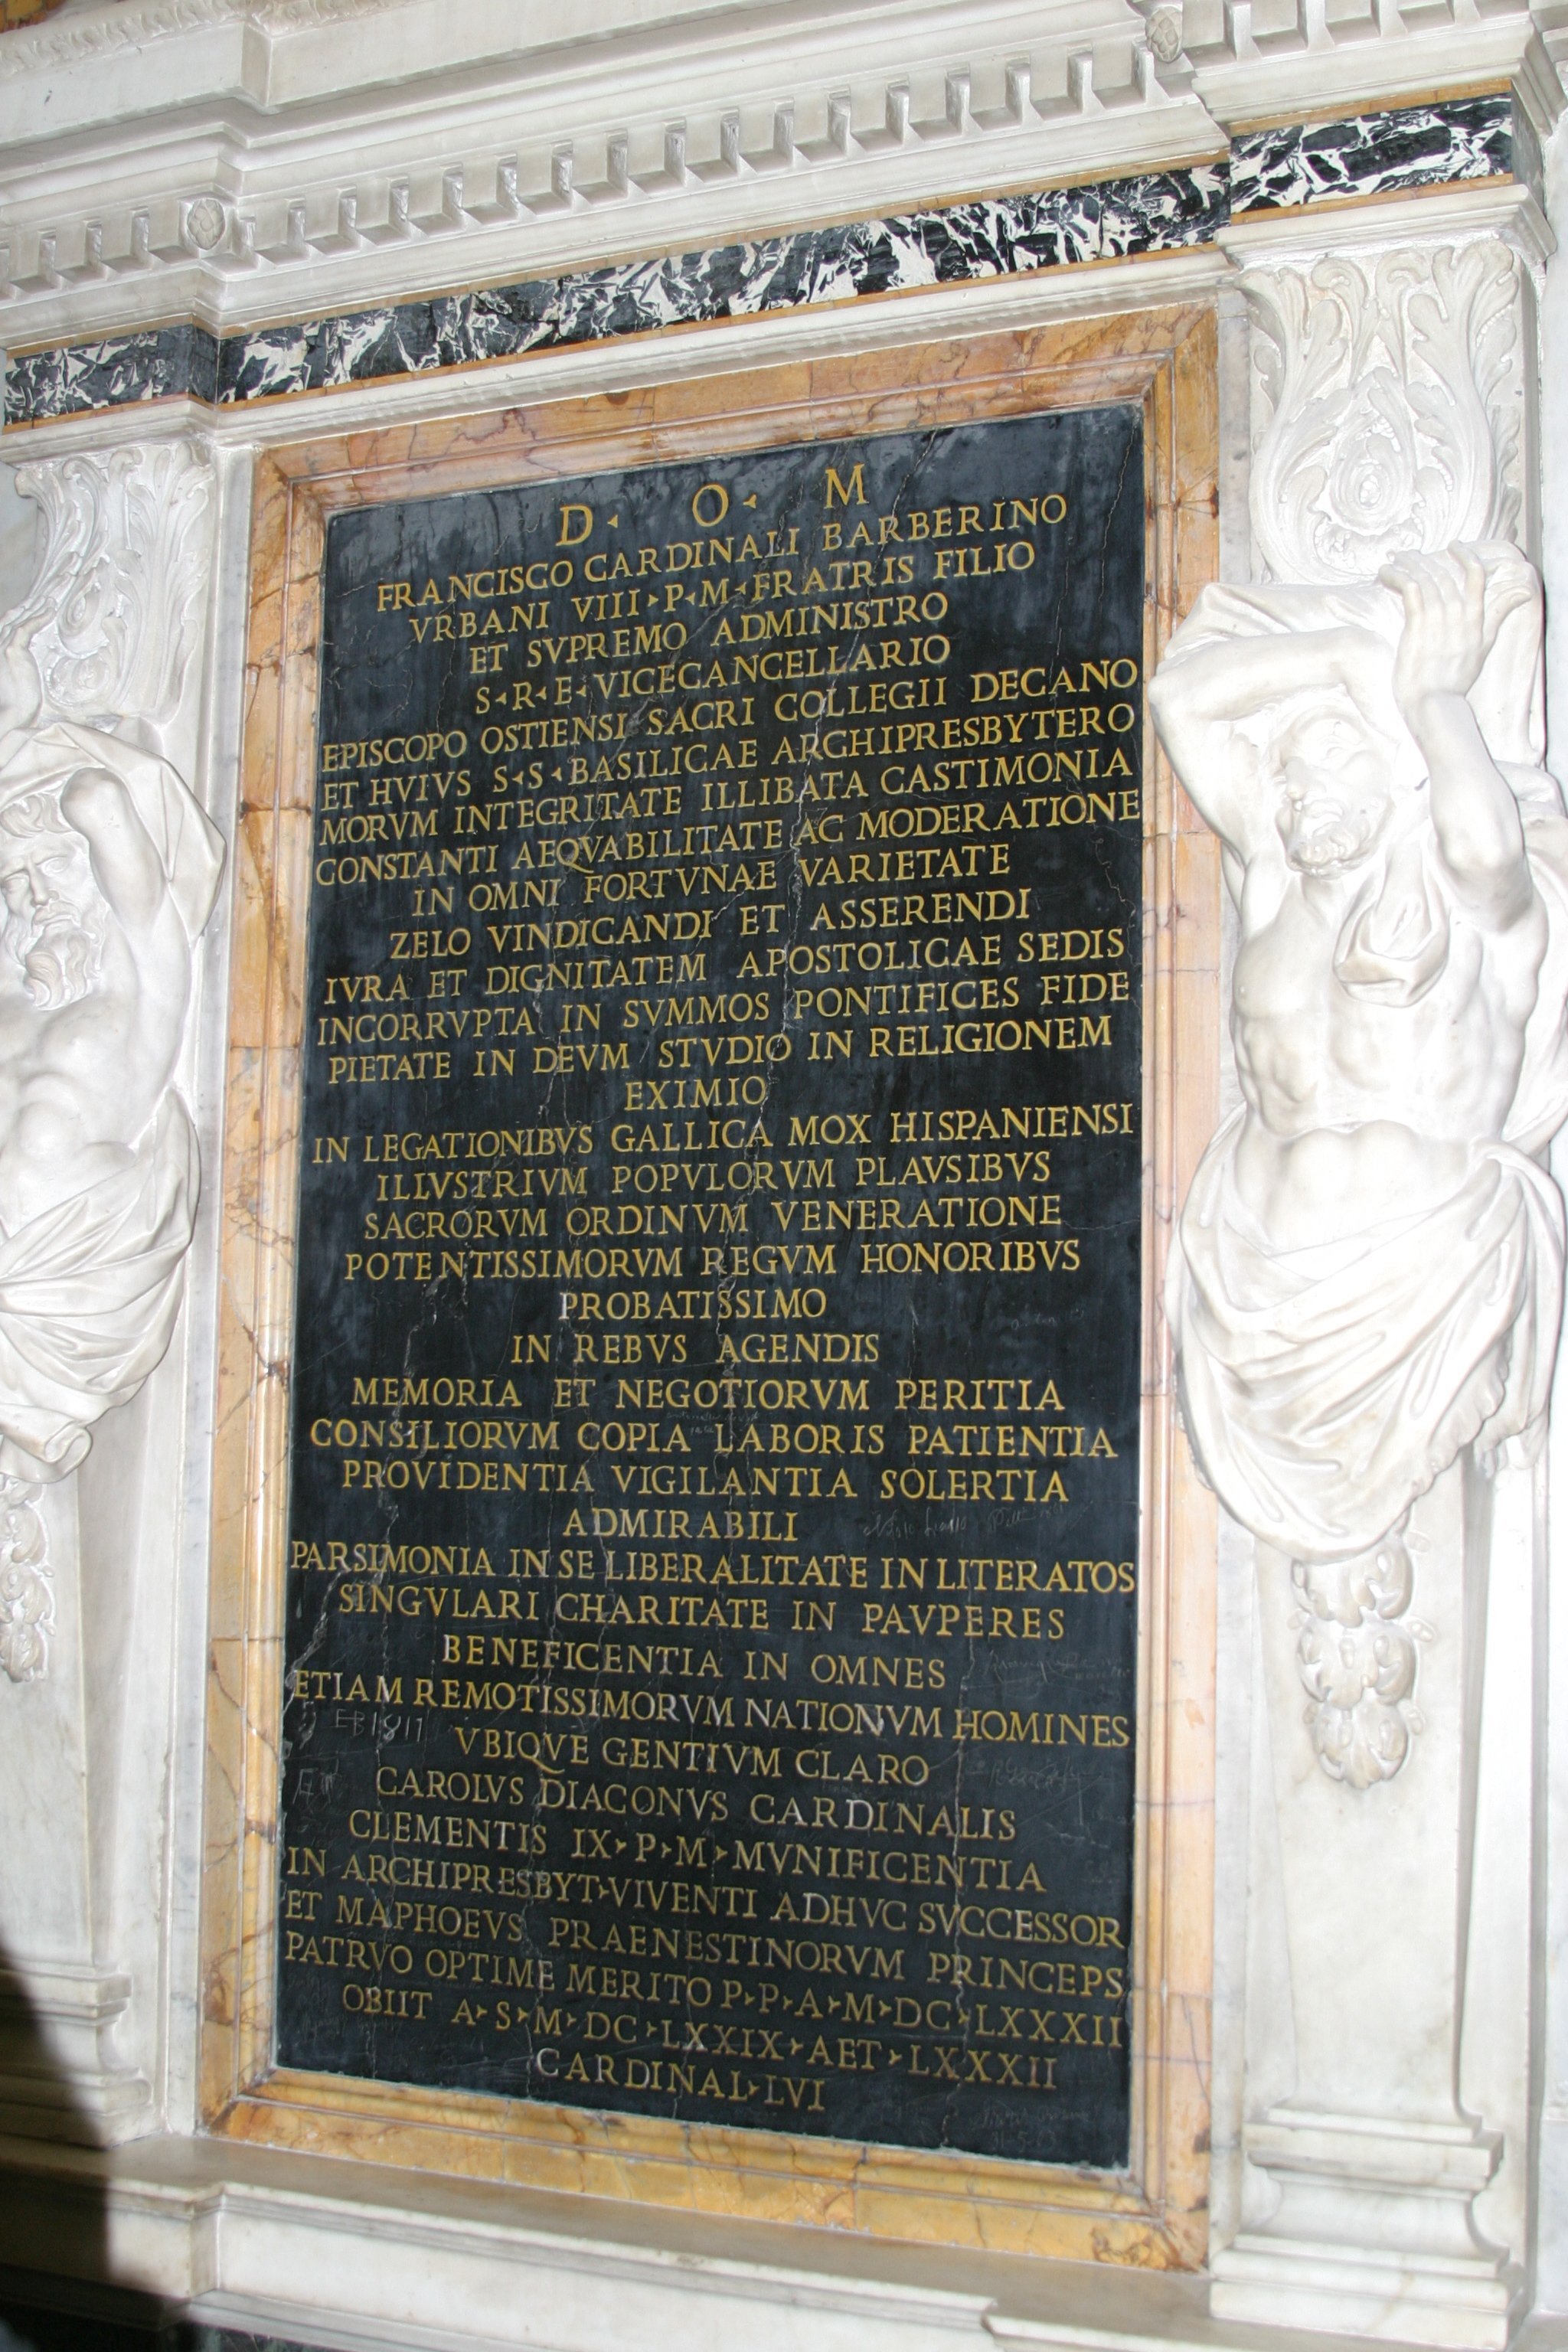 D· O· M
FRANCISCO CARDINALI BARBERINO
VRBANI VIII·P·M·FRATRIS FILIO
ET SVPREMO ADMINISTRO
S·R·E·VICECANCELLARIO
EPISCOPO OSTIENSI SACRI COLLEGII DECANO
ET HVIVS S·S·BASILICAE ARCHIPRESBYTERO
MORVM INTEGRITATE ILLIBATA CASTIMONIA
CONSTANTI AEQVABILITATE AC MODERATIONE
IN OMNI FORTVNAE VARIETATE
ZELO VINDICANDI ET ASSERENDI
IVRA ET DIGNITATEM APOSTOLICAE SEDIS
INCORRVPTA IN SVMMOS PONTIFICES FIDE
PIETATE IN DEVM STVDIO IN RELIGIONEM
EXIMIO
IN LEGATIONIBVS GALLICA MOX HISPANIENSI
ILLVSTRIVM POPVLORVM PLAVSIBVS
SACRORVM ORDINVM VENERATIONE
POTENTISSIMORVM REGVM HONORIBVS
PROBATISSIMO
IN REBVS AGENDIS
MEMORIA ET NEGOTIORVM PERITIA
CONSILIORVM COPIA LABORIS PATIENTIA
PROVIDENTIA VIGILANTIA SOLERTIA
ADMIRABILI
PARSIMONIA IN SE LIBERALITATE IN LITERATOS
SINGVLARI CHARITATE IN PAVPERES
BENEFICENTIA IN OMNES
ETIAM REMOTISSIMORVM NATIONVM HOMINES
VBIQVE GENTIVM CLARO
CAROLVS DIACONVS CARDINALIS
CLEMENTIS IX·P·M·MVNIFICENTIA
IN ARCHIPRESBYT·VIVENTI ADHVC SVCCESSOR
ET MAPHOEVS PRAENESTINORVM PRINCEPS
PATRVO OPTIME MERITO P·P·A·M·DC·LXXXII
OBIIT A·S·M·DC·LXXIX·AET·LXXXII
CARDINAL·LVI